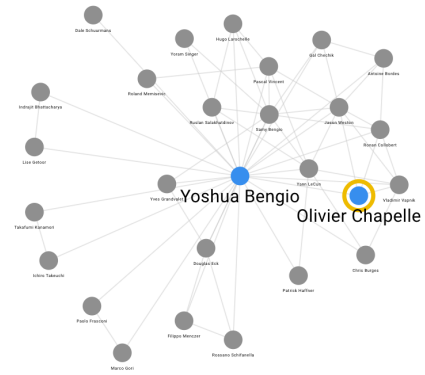 Dale Schuurmans
Hugo Larochelle
Yoram Singer
Gal Chechik
Antoine Bordes
Pascal Vincent
Roland Memisevic
Indrajit Bhattacharya
Ruslan Salakhutdinov
Samy Bengio
Jason Weston
Ronan Collobert
Lise Getoor
Yann LeCun
Yves Grandvalet
Yoshua Bengio
Vladimir Vapnik
Olivier Chapelle
Takafumi Kanamori
Douglas Eck
Chris Burges
Ichiro Takeuchi
Patrick Haffner
Paolo Frasconi
Filippo Menczer
Rossano Schifanella
Marco Gori